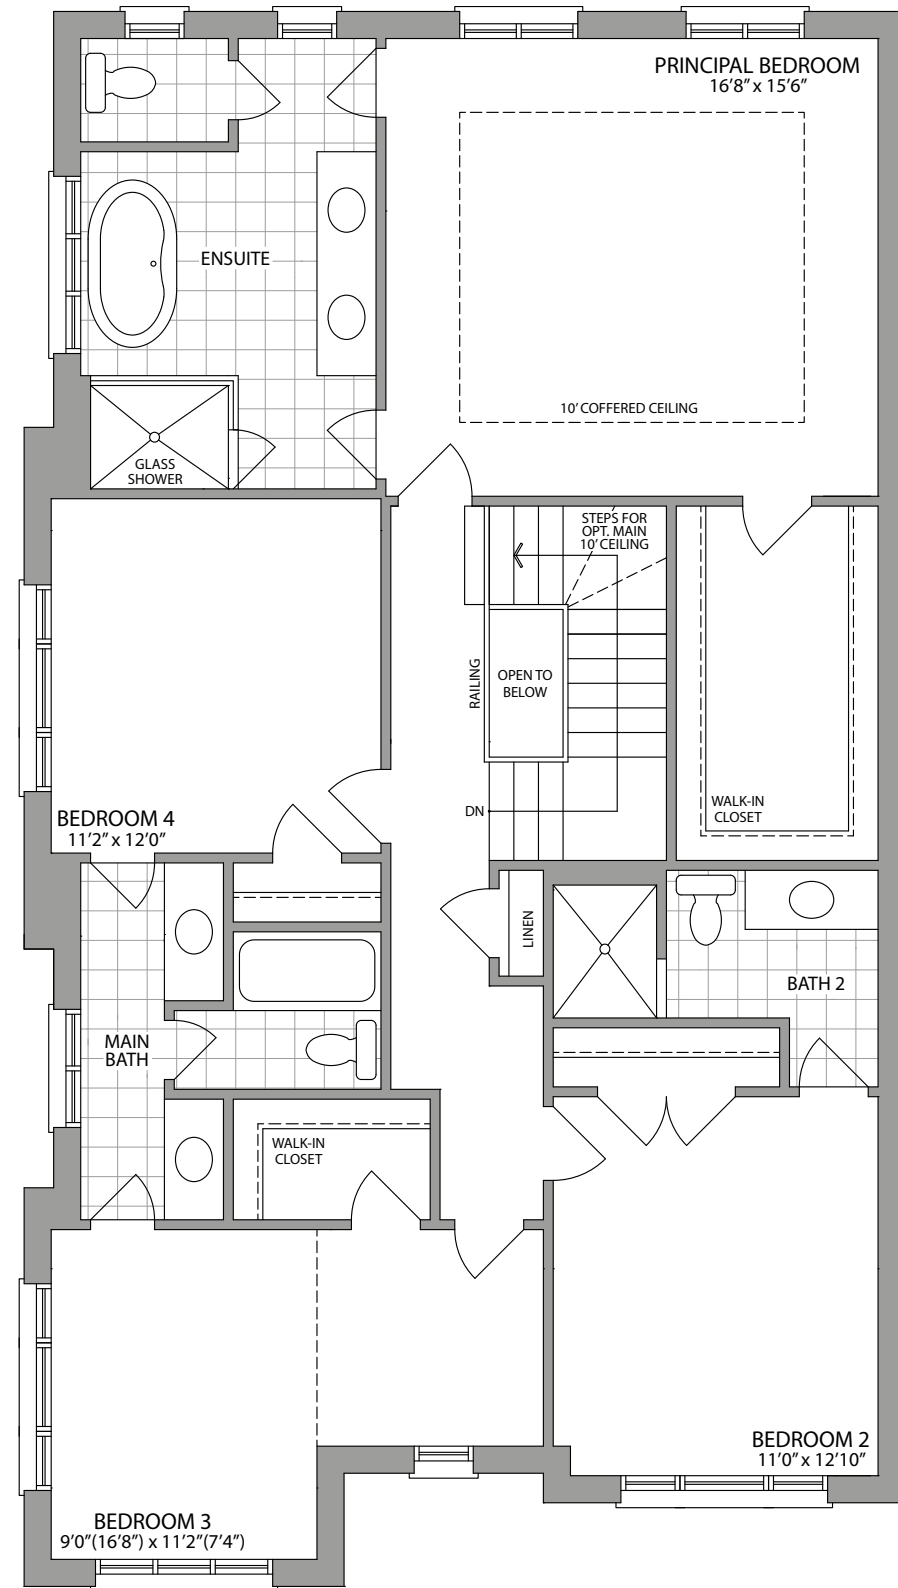 PRINCIPAL BEDROOM
16'8" x 15'6"
ENSUITE
10' COFFERED CEILING
GLASS
SHOWER
STEPS FOR
OPT. MAIN
10' CEILING
RAILING
OPEN TO
BELOW
WALK-IN
CLOSET
DN
BEDROOM 4
11'2" x 12'0"
LINEN
BATH 2
MAIN
BATH
WALK-IN
CLOSET
BEDROOM 2
11'0" x 12'10"
BEDROOM 3
9'0"(16'8") x 11'2"(7'4")